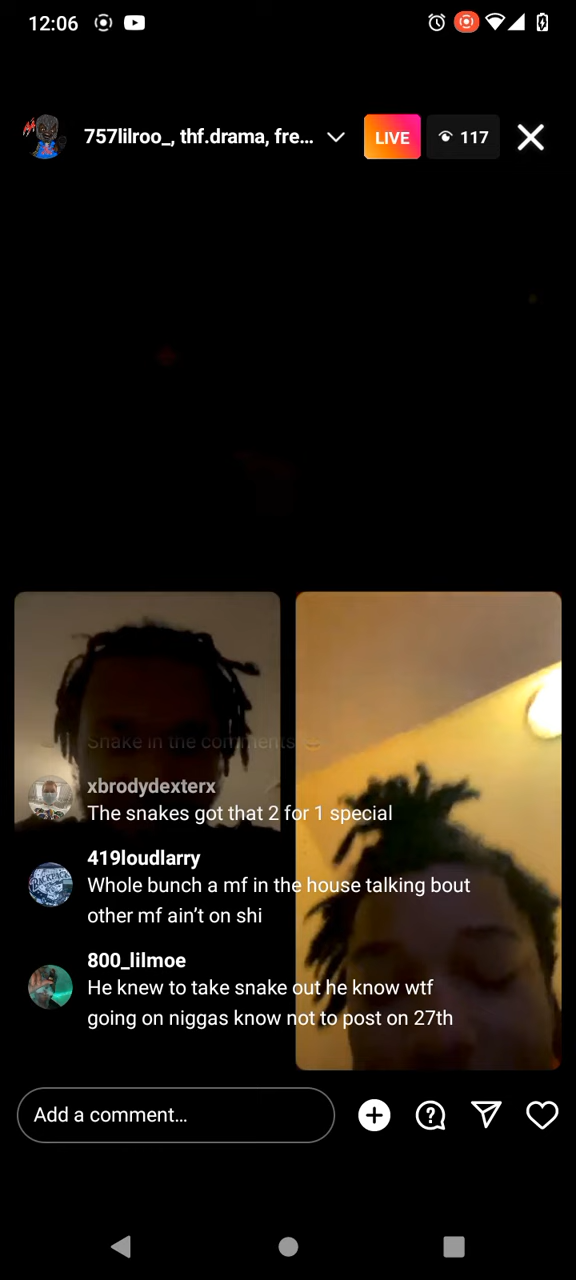 12:06
757lilroo_, thf.drama, fre...
LIVE
117
Snake in the comments
xbrodydexterx
The snakes got that 2 for 1 special
419loudlarry
Whole bunch a mf in the house talking bout
other mf ain’t on shi
800_lilmoe
He knew to take snake out he know wtf
going on niggas know not to post on 27th
Add a comment...